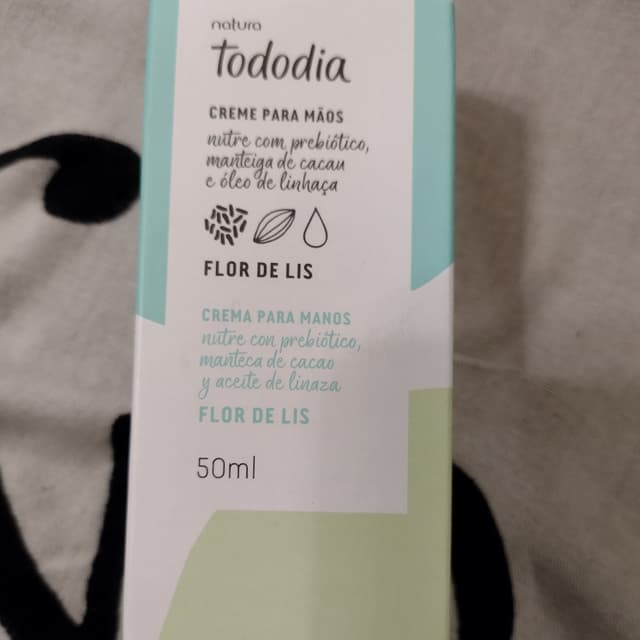 natura
tododia
CREME PARA MÃOS
nutre com prebiótico,
manteiga de cacau
e óleo de linhaça
FLOR DE LIS
CREMA PARA MANOS
nutre con prebiótico,
manteca de cacao
y aceite de linaza
FLOR DE LIS
50ml